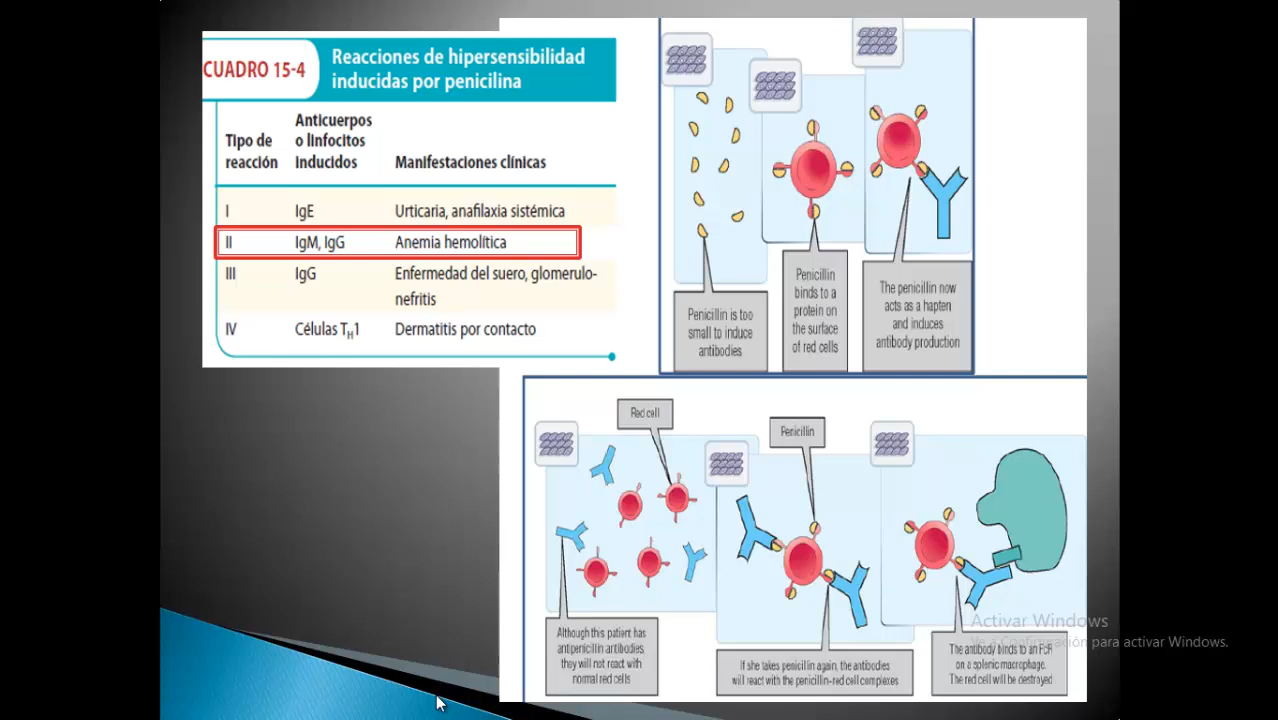 CUADRO 15-4
Reacciones de hipersensibilidad
inducidas por penicilina
Tipo de
reacción
Anticuerpos
o linfocitos
inducidos
Manifestaciones clínicas
I IgE Urticaria, anafilaxia sistémica
II IgM, IgG Anemia hemolítica
III IgG Enfermedad del suero, glomerulo-
nefritis
IV Células TH1 Dermatitis por contacto
Penicillin is too
small to induce
antibodies
Penicillin
binds to a
protein on
the surface
of red cells
The penicillin now
acts as a hapten
and induces
antibody production
Red cell
Penicillin
Although this patient has
antipenicillin antibodies,
they will not react with
normal red cells
If she takes penicillin again, the antibodies
will react with the penicillin-red cell complexes
The antibody binds to an FcR
on a splenic macrophage.
The red cell will be destroyed
Activar Windows
Ve a Configuración para activar Windows.